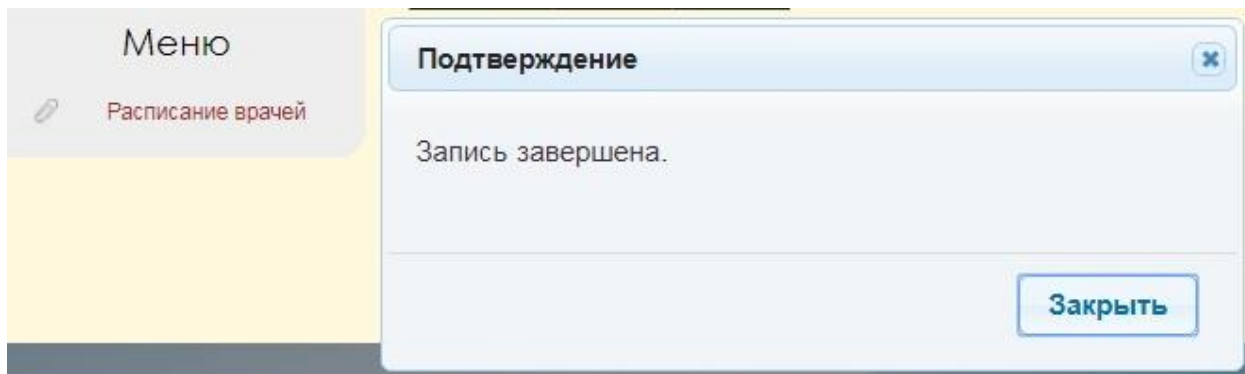 Меню
Расписание врачей
Подтверждение
Запись завершена.
Закрыть